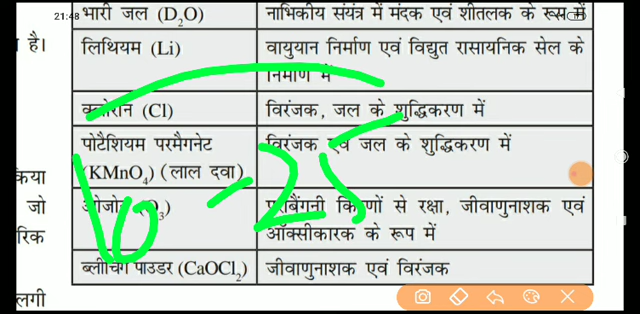 21:48
भारी जल (D₂O) नाभिकीय संयंत्र में मंदक एवं शीतलक के रूप में
है। लिथियम (Li) वायुयान निर्माण एवं विद्युत रासायनिक सेल के
निर्माण में
क्लोरीन (Cl) विरंजक, जल के शुद्धिकरण में
पोटैशियम परमैगनेट विरंजक एवं जल के शुद्धिकरण में
किया (KMnO₄) (लाल दवा)
जो ओजोन (O₃) पराबैंगनी किरणों से रक्षा, जीवाणुनाशक एवं
रिक ऑक्सीकारक के रूप में
ब्लीचिंग पाउडर (CaOCl₂) जीवाणुनाशक एवं विरंजक
लगी